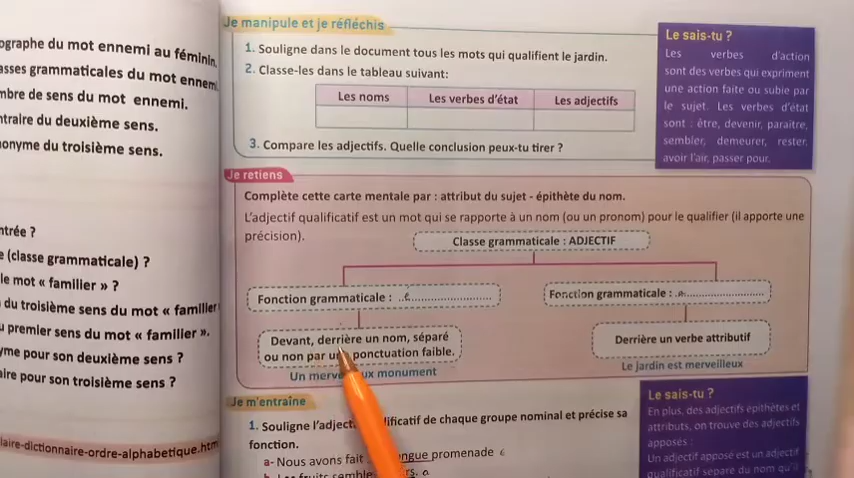 ographe du mot ennemi au féminin.
asses grammaticales du mot ennemi
mbre de sens du mot ennemi.
ntraire du deuxième sens.
onyme du troisième sens.
ntrée ?
e (classe grammaticale) ?
le mot « familier » ?
du troisième sens du mot « familier
u premier sens du mot « familier ».
yme pour son deuxième sens ?
aire pour son troisième sens ?
laire-dictionnaire-ordre-alphabetique.htm
Je manipule et je réfléchis
1. Souligne dans le document tous les mots qui qualifient le jardin.
2. Classe-les dans le tableau suivant:
Les noms Les verbes d'état Les adjectifs
3. Compare les adjectifs. Quelle conclusion peux-tu tirer ?
Le sais-tu ?
Les verbes d'action
sont des verbes qui expriment
une action faite ou subie par
le sujet. Les verbes d'état
sont : être, devenir, paraitre,
sembler, demeurer, rester,
avoir l'air, passer pour.
Je retiens
Complète cette carte mentale par : attribut du sujet - épithète du nom.
L'adjectif qualificatif est un mot qui se rapporte à un nom (ou un pronom) pour le qualifier (il apporte une
précision).
Classe grammaticale : ADJECTIF
Fonction grammaticale :
Fonction grammaticale :
Devant, derrière un nom, séparé
ou non par ponctuation faible.
Un monument
Derrière un verbe attributif
Le jardin est merveilleux
Je m'entraîne
1. Souligne l'adject lificatif de chaque groupe nominal et précise sa
fonction.
a- Nous avons fait ongue promenade
Le sais-tu ?
En plus, des adjectifs épithètes et
attributs, on trouve des adjectifs
apposés :
Un adjectif apposé est un adjectif
qualificatif séparé du nom qu'il